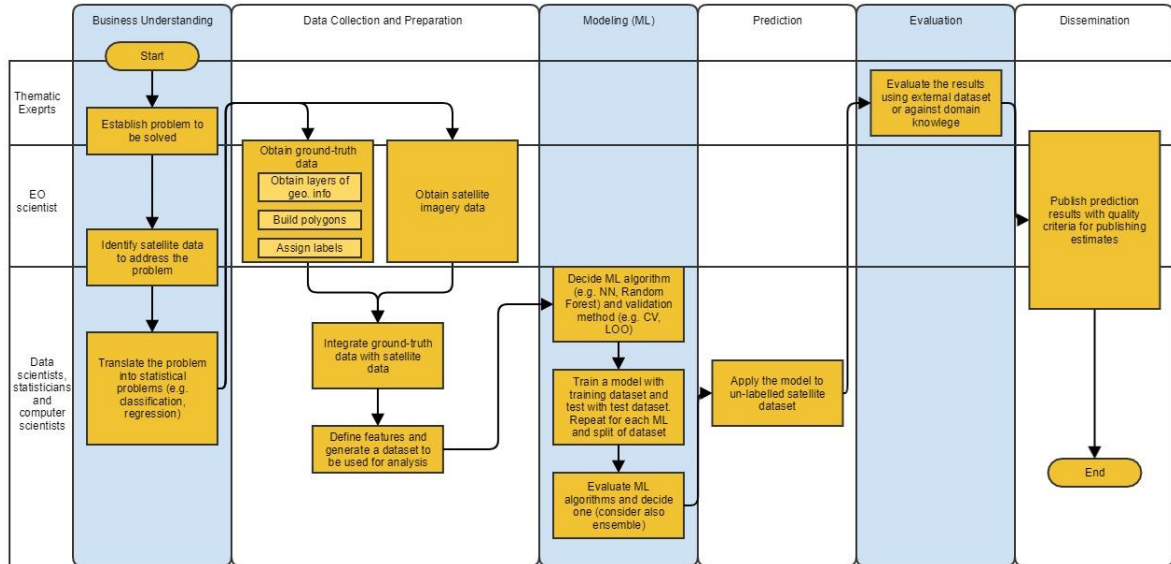 Business Understanding
Data Collection and Preparation
Modeling (ML)
Prediction
Evaluation
Dissemination
Start
Thematic
Exeprts
Establish problem to
be solved
Evaluate the results
using external dataset
or against domain
knowlege
EO
scientist
Identify satellite data
to address the
problem
Obtain ground-truth
data
Obtain layers of
geo. info
Build polygons
Assign labels
Obtain satellite
imagery data
Publish prediction
results with quality
criteria for publishing
estimates
Data
scientists,
statisticians
and
computer
scientists
Translate the problem
into statistical
problems (e.g.
classification,
regression)
Integrate ground-truth
data with satellite
data
Define features and
generate a dataset to
be used for analysis
Decide ML algorithm
(e.g. NN, Random
Forest) and validation
method (e.g. CV,
LOO)
Train a model with
training dataset and
test with test dataset.
Repeat for each ML
and split of dataset
Evaluate ML
algorithms and decide
one (consider also
ensemble)
Apply the model to
un-labelled satellite
dataset
End